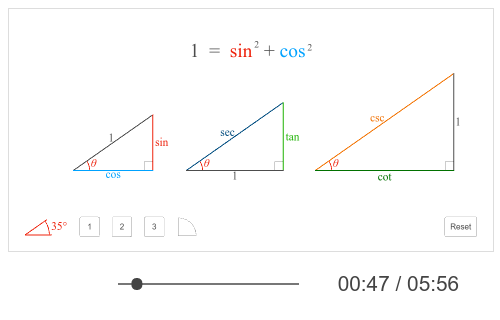 1 = sin² + cos²
1 sin θ cos
sec tan θ 1
csc 1 θ cot
35° 1 2 3 Reset
00:47 / 05:56